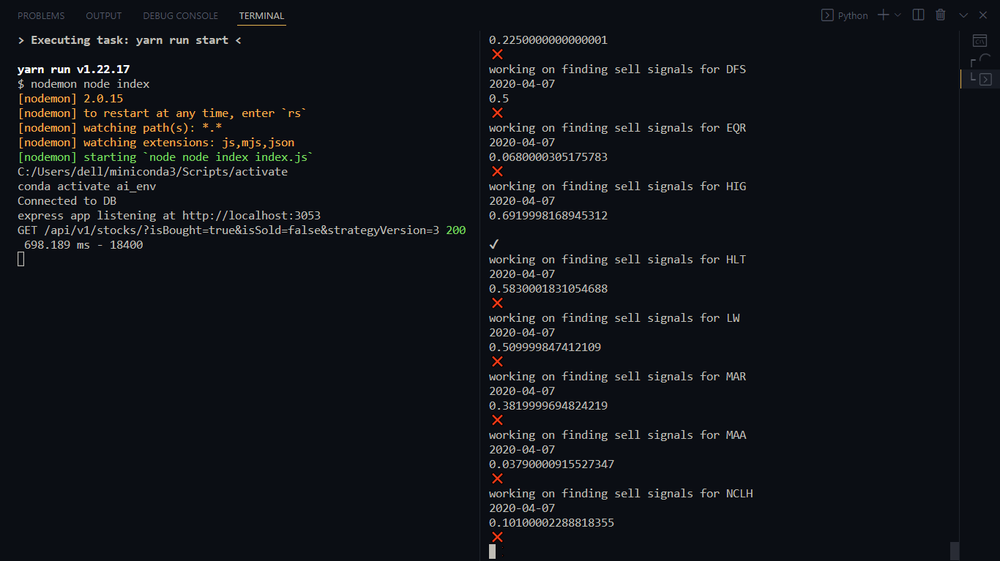 PROBLEMS OUTPUT DEBUG CONSOLE TERMINAL
Python
> Executing task: yarn run start <
yarn run v1.22.17
$ nodemon node index
[nodemon] 2.0.15
[nodemon] to restart at any time, enter `rs`
[nodemon] watching path(s): *.*
[nodemon] watching extensions: js,mjs,json
[nodemon] starting `node node index index.js`
C:/Users/dell/miniconda3/Scripts/activate
conda activate ai_env
Connected to DB
express app listening at http://localhost:3053
GET /api/v1/stocks/?isBought=true&isSold=false&strategyVersion=3 200
698.189 ms - 18400
0.2250000000000001
❌
working on finding sell signals for DFS
2020-04-07
0.5
❌
working on finding sell signals for EQR
2020-04-07
0.0680000305175783
❌
working on finding sell signals for HIG
2020-04-07
0.6919998168945312
✔
working on finding sell signals for HLT
2020-04-07
0.5830001831054688
❌
working on finding sell signals for LW
2020-04-07
0.509999847412109
❌
working on finding sell signals for MAR
2020-04-07
0.3819999694824219
❌
working on finding sell signals for MAA
2020-04-07
0.03790000915527347
❌
working on finding sell signals for NCLH
2020-04-07
0.10100002288818355
❌